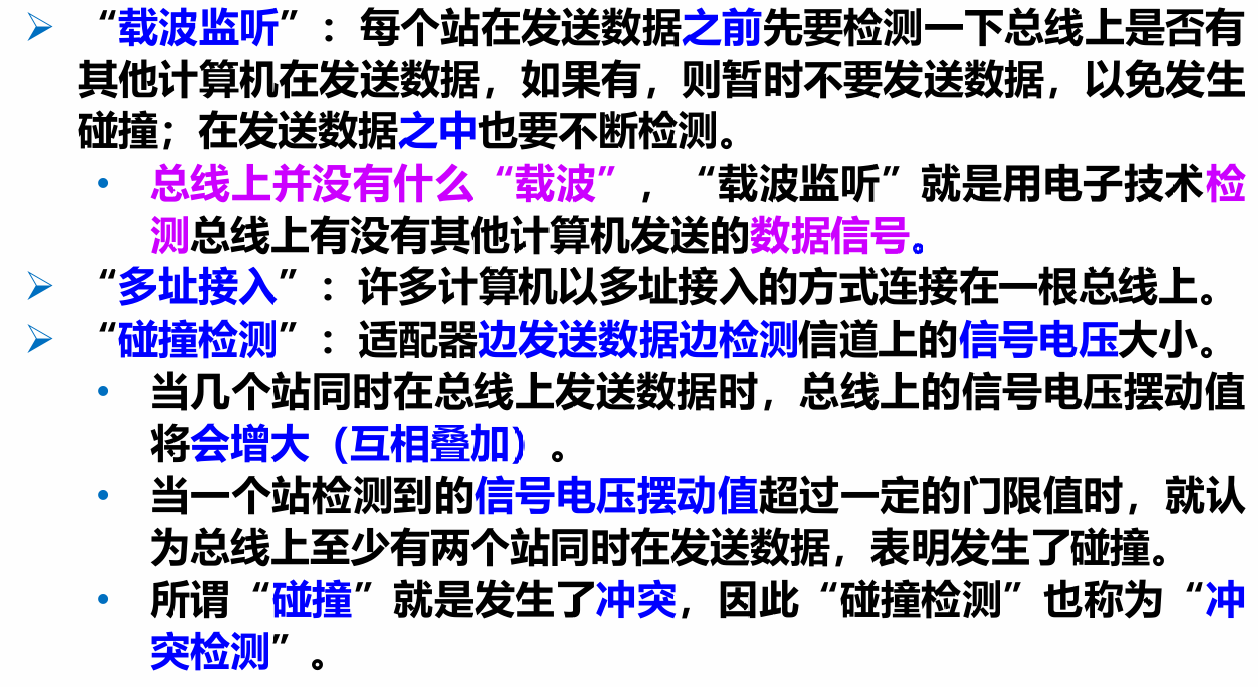 ➢ “载波监听”：每个站在发送数据之前先要检测一下总线上是否有
其他计算机在发送数据，如果有，则暂时不要发送数据，以免发生
碰撞；在发送数据之中也要不断检测。
• 总线上并没有什么“载波”，“载波监听”就是用电子技术检
测总线上有没有其他计算机发送的数据信号。
➢ “多址接入”：许多计算机以多址接入的方式连接在一根总线上。
➢ “碰撞检测”：适配器边发送数据边检测信道上的信号电压大小。
• 当几个站同时在总线上发送数据时，总线上的信号电压摆动值
将会增大（互相叠加）。
• 当一个站检测到的信号电压摆动值超过一定的门限值时，就认
为总线上至少有两个站同时在发送数据，表明发生了碰撞。
• 所谓“碰撞”就是发生了冲突，因此“碰撞检测”也称为“冲
突检测”。